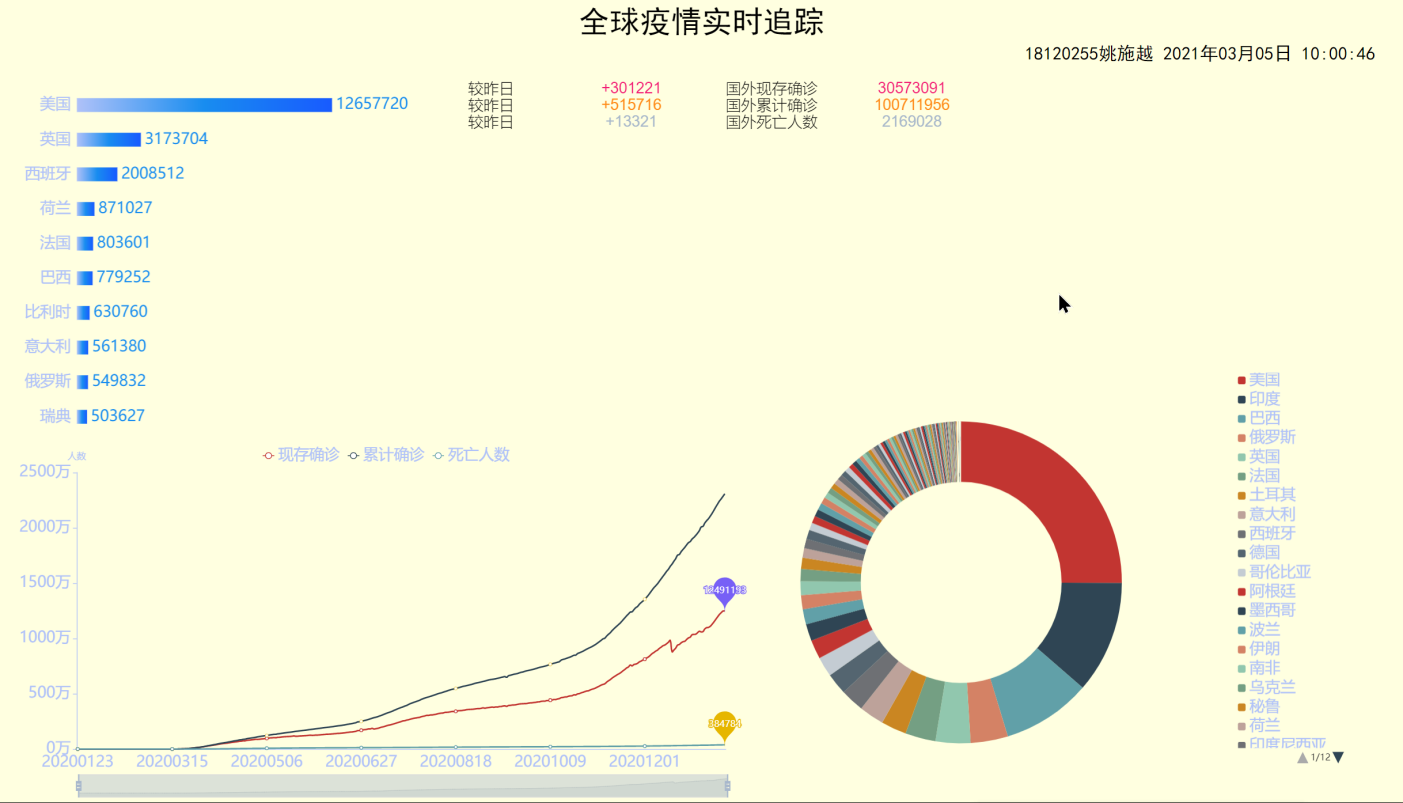 全球疫情实时追踪
18120255姚施越 2021年03月05日 10:00:46
较昨日 +301221 国外现存确诊 30573091
较昨日 +515716 国外累计确诊 100711956
较昨日 +13321 国外死亡人数 2169028
美国 12657720
英国 3173704
西班牙 2008512
荷兰 871027
法国 803601
巴西 779252
比利时 630760
意大利 561380
俄罗斯 549832
瑞典 503627
人数
现存确诊 累计确诊 死亡人数
2500万
2000万
1500万
1000万
500万
0万
384784
20200123 20200315 20200506 20200627 20200818 20201009 20201201
美国
印度
巴西
俄罗斯
英国
法国
土耳其
意大利
西班牙
德国
哥伦比亚
阿根廷
墨西哥
波兰
伊朗
南非
乌克兰
秘鲁
荷兰
印度尼西亚
1/12